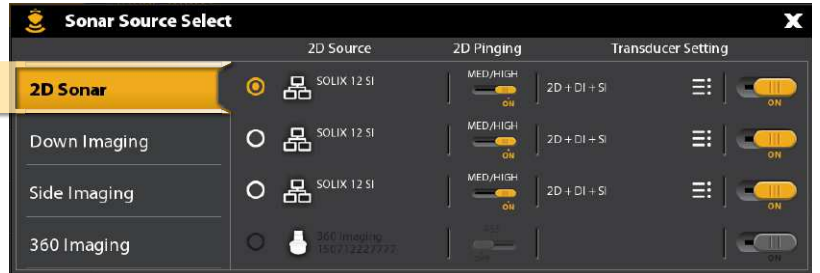 Sonar Source Select
X
2D Source 2D Pinging Transducer Setting
2D Sonar
SOLIX 12 SI MED/HIGH ON 2D + DI + SI ON
Down Imaging
SOLIX 12 SI MED/HIGH ON 2D + DI + SI ON
Side Imaging
SOLIX 12 SI MED/HIGH ON 2D + DI + SI ON
360 Imaging
360 Imaging
150712227777
OFF ON